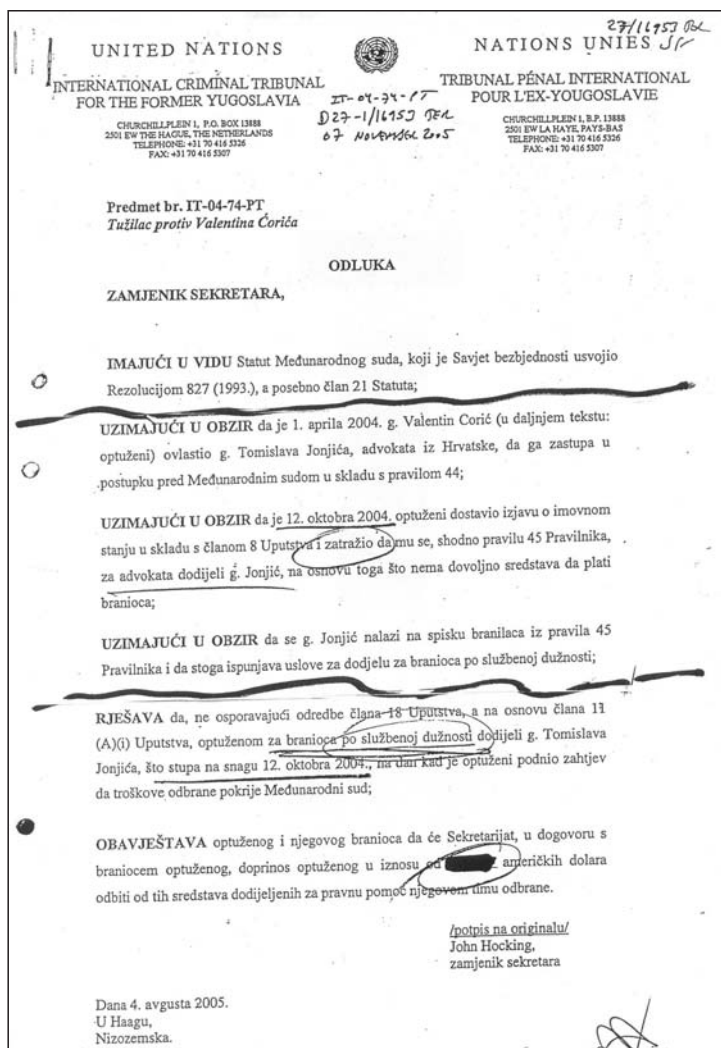 27/16953
UNITED NATIONS
NATIONS UNIES
INTERNATIONAL CRIMINAL TRIBUNAL
FOR THE FORMER YUGOSLAVIA
TRIBUNAL PÉNAL INTERNATIONAL
POUR L'EX-YOUGOSLAVIE
IT-04-74-PT
D27-1/16953 TER
07 NOVEMBER 2005
CHURCHILLPLEIN 1, P.O. BOX 13888
2501 EW THE HAGUE, THE NETHERLANDS
TELEPHONE: +31 70 416 5326
FAX: +31 70 416 5307
CHURCHILLPLEIN 1, B.P. 13888
2501 EW LA HAYE, PAYS-BAS
TELEPHONE: +31 70 416 5326
FAX: +31 70 416 5307
Predmet br. IT-04-74-PT
Tužilac protiv Valentina Ćorića
ODLUKA
ZAMJENIK SEKRETARA,
IMAJUĆI U VIDU Statut Međunarodnog suda, koji je Savjet bezbjednosti usvojio
Rezolucijom 827 (1993.), a posebno član 21 Statuta;
UZIMAJUĆI U OBZIR da je 1. aprila 2004. g. Valentin Corić (u daljnjem tekstu:
optuženi) ovlastio g. Tomislava Jonjića, advokata iz Hrvatske, da ga zastupa u
postupku pred Međunarodnim sudom u skladu s pravilom 44;
UZIMAJUĆI U OBZIR da je 12. oktobra 2004. optuženi dostavio izjavu o imovnom
stanju u skladu s članom 8 Uputstva i zatražio da mu se, shodno pravilu 45 Pravilnika,
za advokata dodijeli g. Jonjić, na osnovu toga što nema dovoljno sredstava da plati
branioca;
UZIMAJUĆI U OBZIR da se g. Jonjić nalazi na spisku branilaca iz pravila 45
Pravilnika i da stoga ispunjava uslove za dodjelu za branioca po službenoj dužnosti;
RJEŠAVA da, ne osporavajući odredbe člana 18 Uputstva, a na osnovu člana 11
(A)(i) Uputstva, optuženom za branioca po službenoj dužnosti dodijeli g. Tomislava
Jonjića, što stupa na snagu 12. oktobra 2004., na dan kad je optuženi podnio zahtjev
da troškove odbrane pokrije Međunarodni sud;
OBAVJEŠTAVA optuženog i njegovog branioca da će Sekretarijat, u dogovoru s
braniocem optuženog, doprinos optuženog u iznosu od američkih dolara
odbiti od tih sredstava dodijeljenih za pravnu pomoć njegovom timu odbrane.
/potpis na originalu/
John Hocking,
zamjenik sekretara
Dana 4. avgusta 2005.
U Haagu,
Nizozemska.